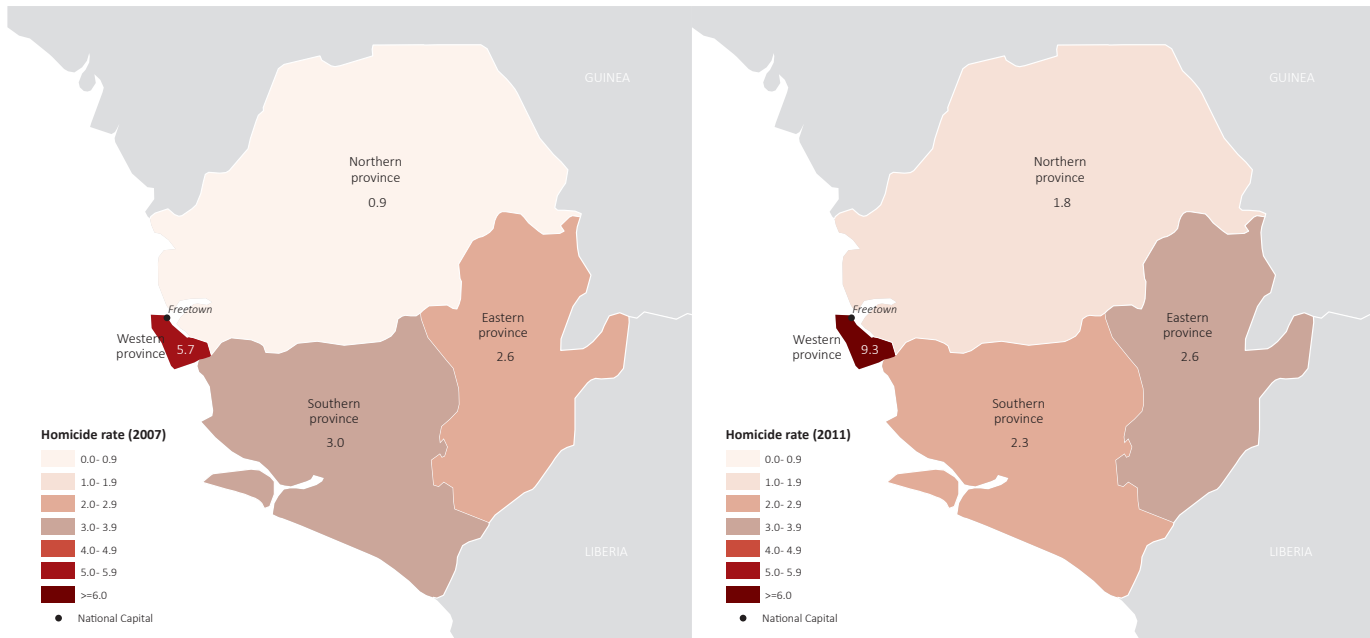 GUINEA
Northern
province
0.9
Freetown
Western
province
5.7
Eastern
province
2.6
Southern
province
3.0
Homicide rate (2007)
0.0- 0.9
1.0- 1.9
2.0- 2.9
3.0- 3.9
4.0- 4.9
5.0- 5.9
>=6.0
National Capital
LIBERIA
GUINEA
Northern
province
1.8
Freetown
Western
province
9.3
Eastern
province
2.6
Southern
province
2.3
Homicide rate (2011)
0.0- 0.9
1.0- 1.9
2.0- 2.9
3.0- 3.9
4.0- 4.9
5.0- 5.9
>=6.0
National Capital
LIBERIA